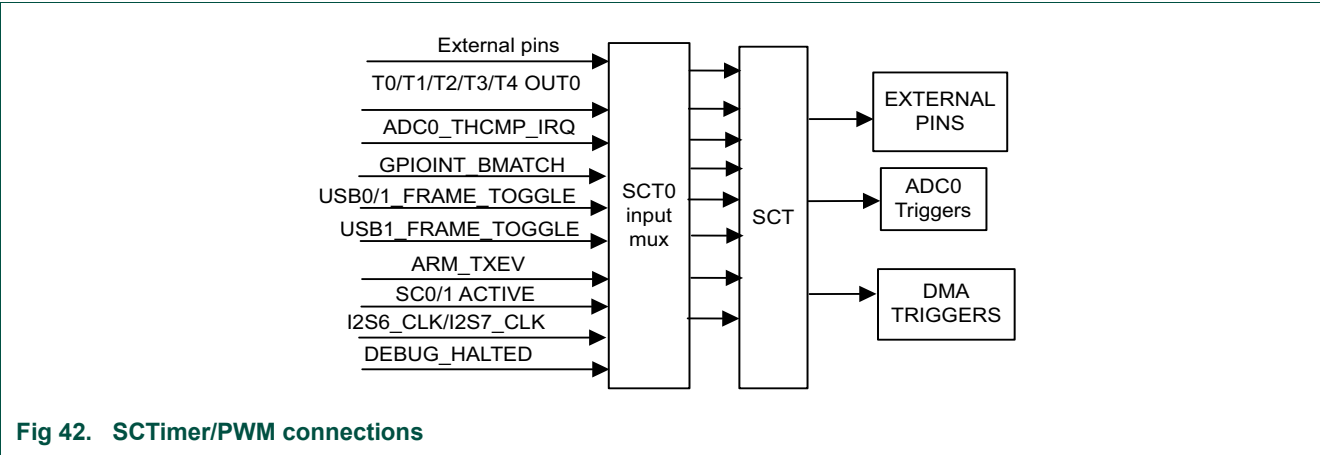 External pins
T0/T1/T2/T3/T4 OUT0
ADC0_THCMP_IRQ
GPIOINT_BMATCH
USB0/1_FRAME_TOGGLE
USB1_FRAME_TOGGLE
ARM_TXEV
SC0/1 ACTIVE
I2S6_CLK/I2S7_CLK
DEBUG_HALTED
SCT0
input
mux
SCT
EXTERNAL
PINS
ADC0
Triggers
DMA
TRIGGERS
Fig 42. SCTimer/PWM connections